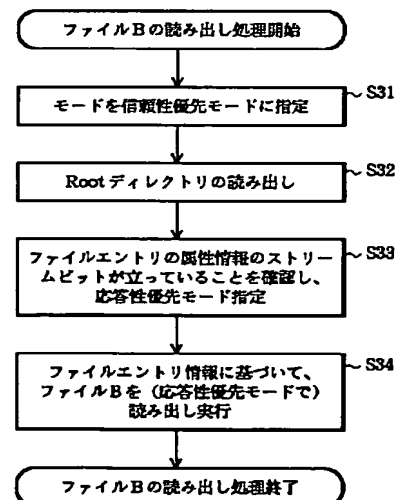 ファイルBの読み出し処理開始
モードを信頼性優先モードに指定
S31
Rootディレクトリの読み出し
S32
ファイルエントリの属性情報のストリー
ムビットが立っていることを確認し、
応答性優先モード指定
S33
ファイルエントリ情報に基づいて、
ファイルBを（応答性優先モードで）
読み出し実行
S34
ファイルBの読み出し処理終了